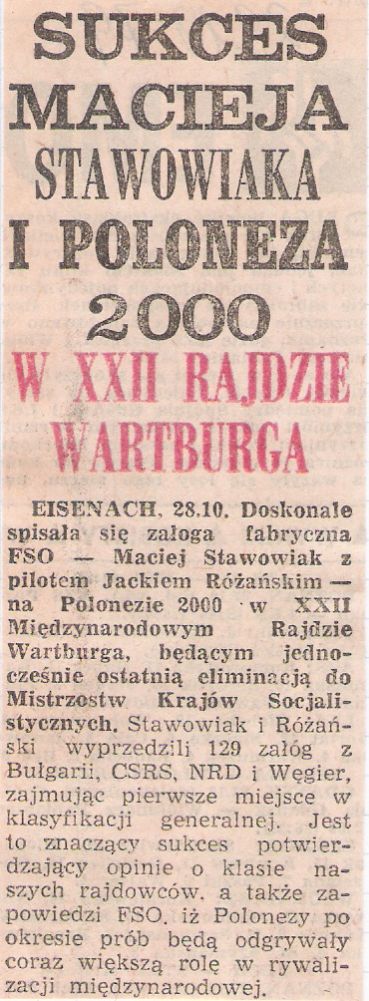 SUKCES
MACIEJA
STAWOWIAKA
I POLONEZA
2000
W XXII RAJDZIE
WARTBURGA
EISENACH, 28.10. Doskonale
spisała się załoga fabryczna
FSO — Maciej Stawowiak z
pilotem Jackiem Różańskim —
na Polonezie 2000 w XXII
Międzynarodowym Rajdzie
Wartburga, będącym jedno-
cześnie ostatnią eliminacją do
Mistrzostw Krajów Socjali-
stycznych. Stawowiak i Różań-
ski wyprzedzili 129 załóg z
Bułgarii, CSRS, NRD i Węgier,
zajmując pierwsze miejsce w
klasyfikacji generalnej. Jest
to znaczący sukces potwier-
dzający opinie o klasie na-
szych rajdowców, a także za-
powiedzi FSO, iż Polonezy po
okresie prób będą odgrywały
coraz większą rolę w rywali-
zacji międzynarodowej.